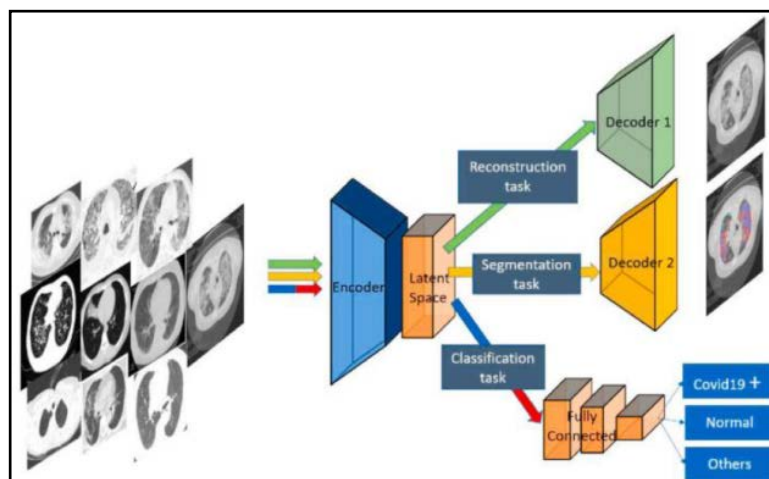 Decoder 1
Reconstruction
task
Encoder
Latent
Space
Segmentation
task
Decoder 2
Classification
task
Fully
Connected
Covid19 +
Normal
Others